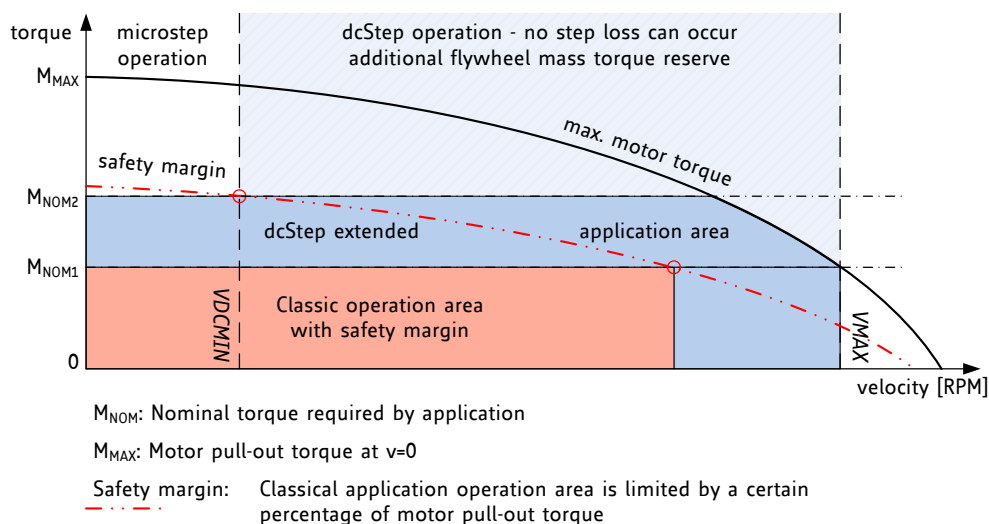 torque
microstep
operation
dcStep operation - no step loss can occur
additional flywheel mass torque reserve
MMAX
max. motor torque
safety margin
MNOM2
dcStep extended
application area
MNOM1
Classic operation area
with safety margin
VDCMIN
VMAX
0
velocity [RPM]
MNOM: Nominal torque required by application
MMAX: Motor pull-out torque at v=0
Safety margin: Classical application operation area is limited by a certain
percentage of motor pull-out torque